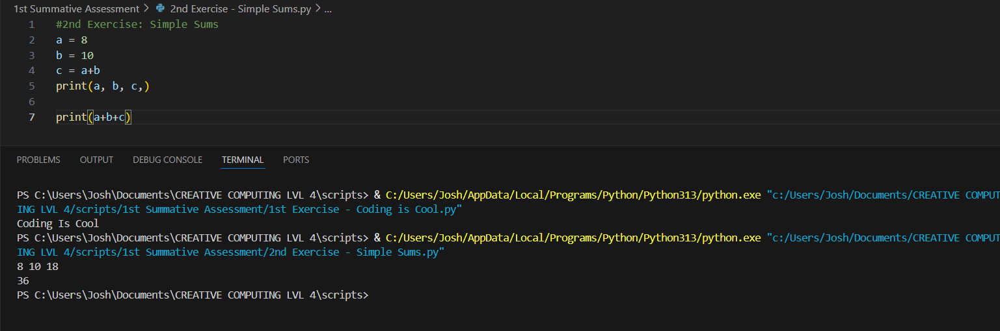 1st Summative Assessment > 2nd Exercise - Simple Sums.py > ...
1 #2nd Exercise: Simple Sums
2 a = 8
3 b = 10
4 c = a+b
5 print(a, b, c,)
6
7 print(a+b+c)
PROBLEMS OUTPUT DEBUG CONSOLE TERMINAL PORTS
PS C:\Users\Josh\Documents\CREATIVE COMPUTING LVL 4\scripts> & C:/Users/Josh/AppData/Local/Programs/Python/Python313/python.exe "c:/Users/Josh/Documents/CREATIVE COMPUT
ING LVL 4/scripts/1st Summative Assessment/1st Exercise - Coding is Cool.py"
Coding Is Cool
PS C:\Users\Josh\Documents\CREATIVE COMPUTING LVL 4\scripts> & C:/Users/Josh/AppData/Local/Programs/Python/Python313/python.exe "c:/Users/Josh/Documents/CREATIVE COMPUT
ING LVL 4/scripts/1st Summative Assessment/2nd Exercise - Simple Sums.py"
8 10 18
36
PS C:\Users\Josh\Documents\CREATIVE COMPUTING LVL 4\scripts>